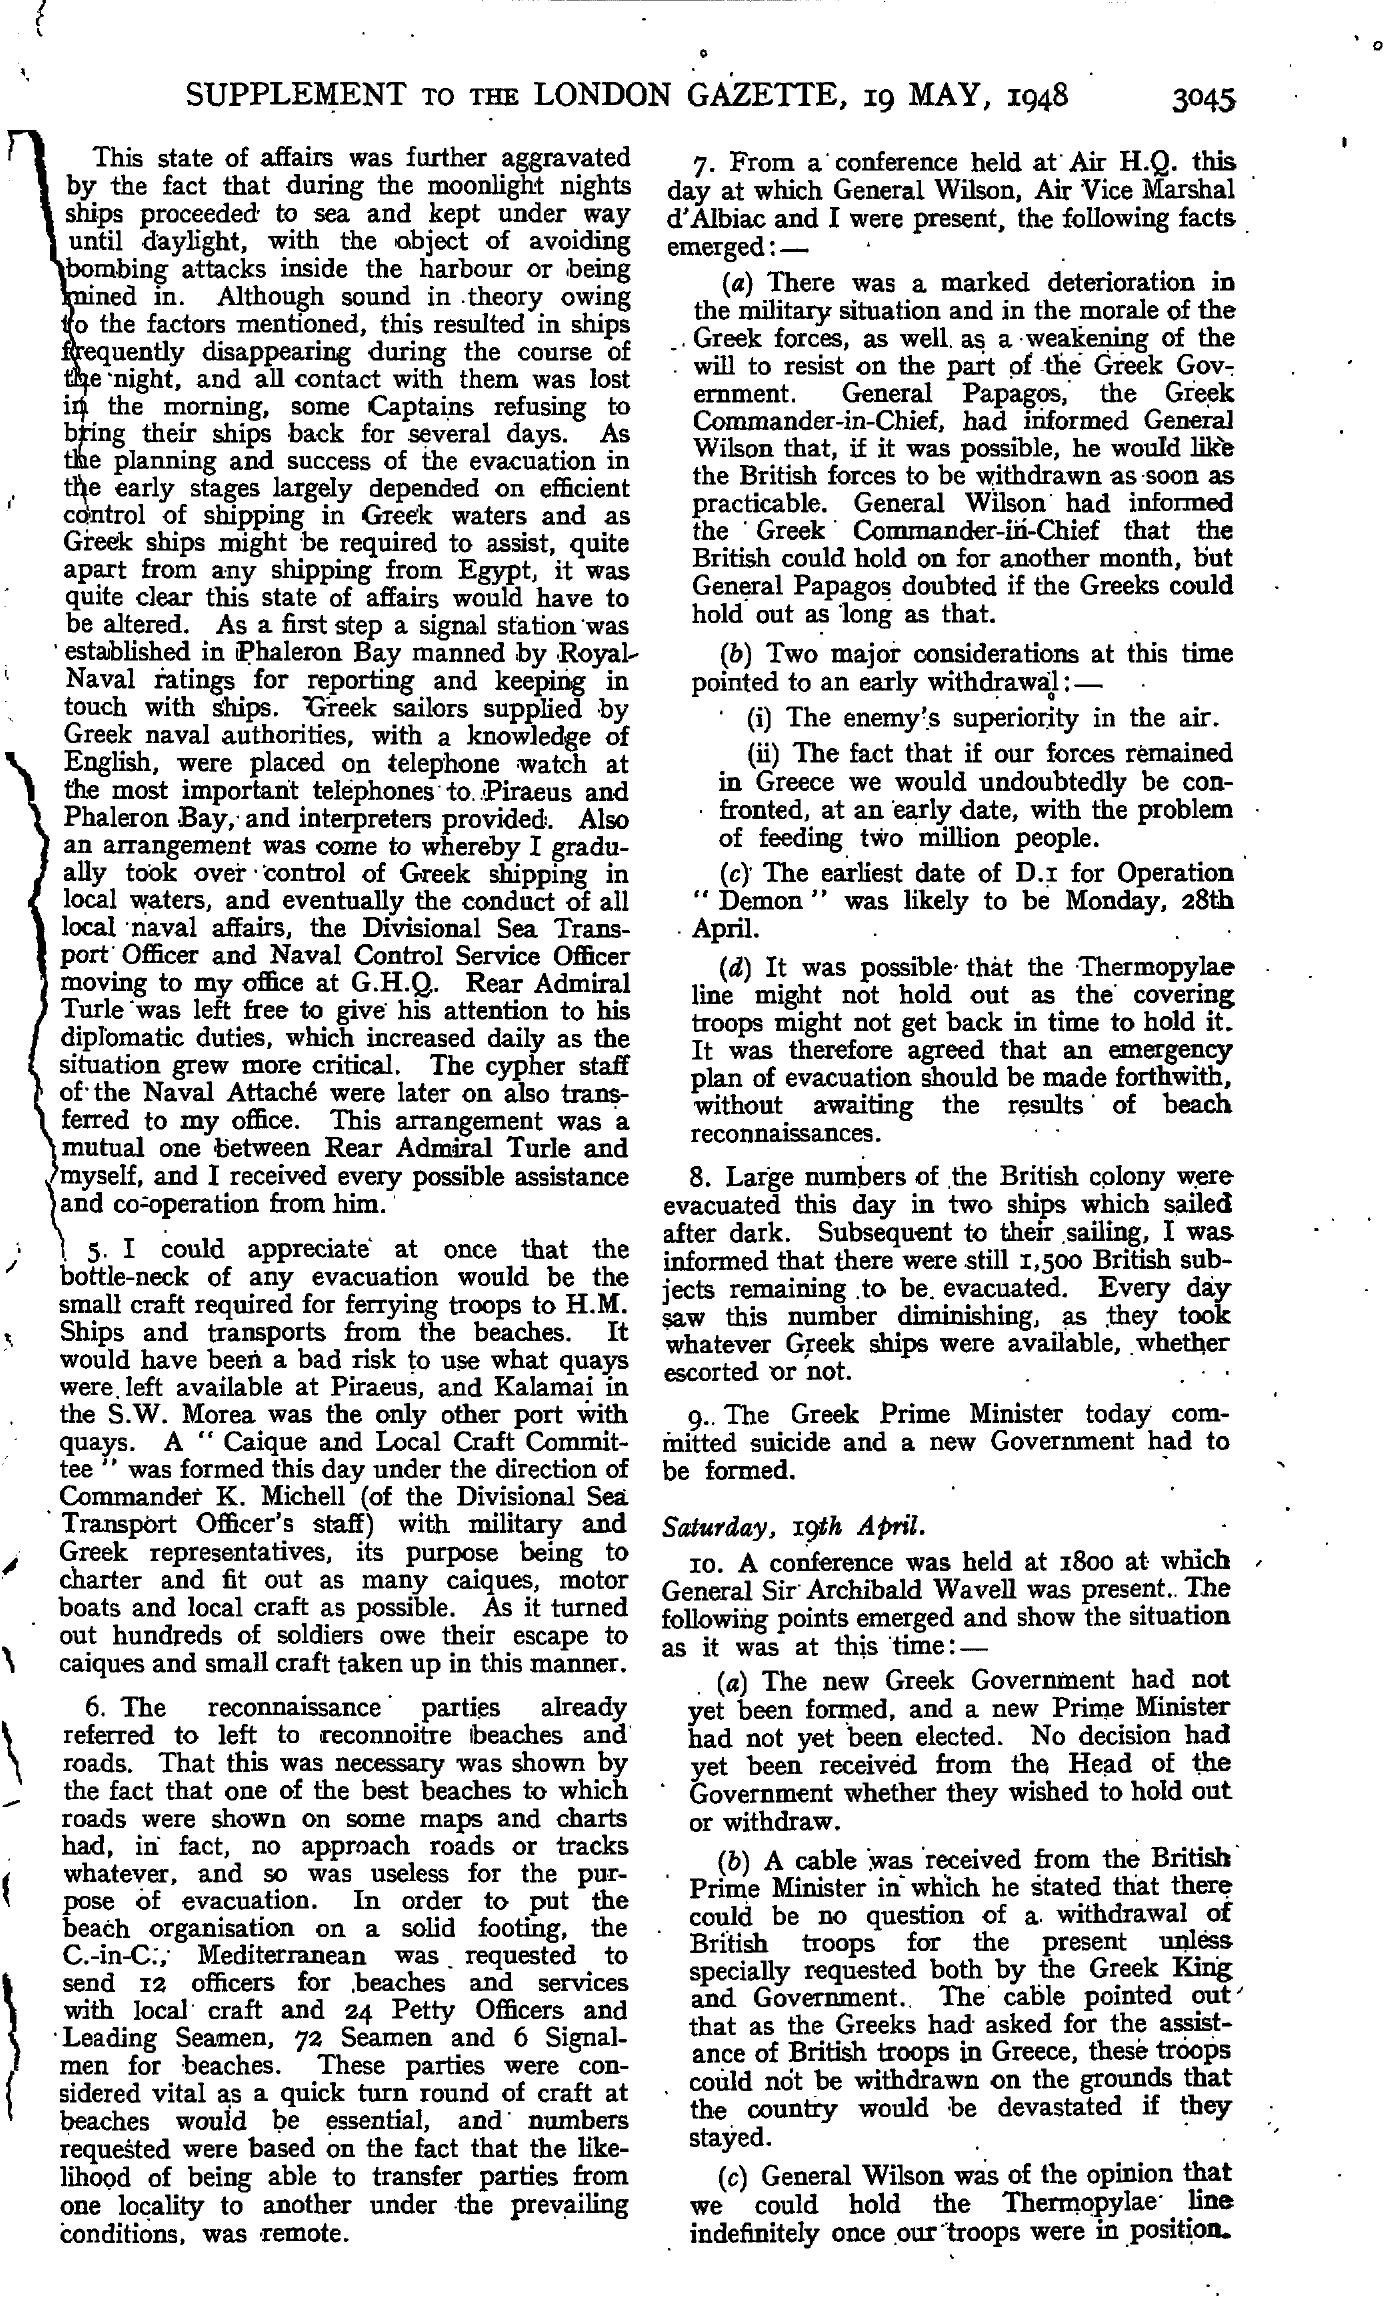 SUPPLEMENT TO THE LONDON GAZETTE, 19 MAY, 1948 3045
This state of affairs was further aggravated
by the fact that during the moonlight nights
ships proceeded to sea and kept under way
until daylight, with the object of avoiding
bombing attacks inside the harbour or being
mined in. Although sound in theory owing
to the factors mentioned, this resulted in ships
frequently disappearing during the course of
the night, and all contact with them was lost
in the morning, some Captains refusing to
bring their ships back for several days. As
the planning and success of the evacuation in
the early stages largely depended on efficient
control of shipping in Greek waters and as
Greek ships might be required to assist, quite
apart from any shipping from Egypt, it was
quite clear this state of affairs would have to
be altered. As a first step a signal station was
established in Phaleron Bay manned by Royal
Naval ratings for reporting and keeping in
touch with ships. Greek sailors supplied by
Greek naval authorities, with a knowledge of
English, were placed on telephone watch at
the most important telephones to Piraeus and
Phaleron Bay, and interpreters provided. Also
an arrangement was come to whereby I gradu-
ally took over control of Greek shipping in
local waters, and eventually the conduct of all
local naval affairs, the Divisional Sea Trans-
port Officer and Naval Control Service Officer
moving to my office at G.H.Q. Rear Admiral
Turle was left free to give his attention to his
diplomatic duties, which increased daily as the
situation grew more critical. The cypher staff
of the Naval Attaché were later on also trans-
ferred to my office. This arrangement was a
mutual one between Rear Admiral Turle and
myself, and I received every possible assistance
and co-operation from him.
5. I could appreciate at once that the
bottle-neck of any evacuation would be the
small craft required for ferrying troops to H.M.
Ships and transports from the beaches. It
would have been a bad risk to use what quays
were left available at Piraeus, and Kalamai in
the S.W. Morea was the only other port with
quays. A "Caique and Local Craft Commit-
tee" was formed this day under the direction of
Commander K. Michell (of the Divisional Sea
Transport Officer's staff) with military and
Greek representatives, its purpose being to
charter and fit out as many caiques, motor
boats and local craft as possible. As it turned
out hundreds of soldiers owe their escape to
caiques and small craft taken up in this manner.
6. The reconnaissance parties already
referred to left to reconnoitre beaches and
roads. That this was necessary was shown by
the fact that one of the best beaches to which
roads were shown on some maps and charts
had, in fact, no approach roads or tracks
whatever, and so was useless for the pur-
pose of evacuation. In order to put the
beach organisation on a solid footing, the
C.-in-C., Mediterranean was requested to
send 12 officers for beaches and services
with local craft and 24 Petty Officers and
Leading Seamen, 72 Seamen and 6 Signal-
men for beaches. These parties were con-
sidered vital as a quick turn round of craft at
beaches would be essential, and numbers
requested were based on the fact that the like-
lihood of being able to transfer parties from
one locality to another under the prevailing
conditions, was remote.
7. From a conference held at Air H.Q. this
day at which General Wilson, Air Vice Marshal
d'Albiac and I were present, the following facts
emerged:—
(a) There was a marked deterioration in
the military situation and in the morale of the
Greek forces, as well as a weakening of the
will to resist on the part of the Greek Gov-
ernment. General Papagos, the Greek
Commander-in-Chief, had informed General
Wilson that, if it was possible, he would like
the British forces to be withdrawn as soon as
practicable. General Wilson had informed
the Greek Commander-in-Chief that the
British could hold on for another month, but
General Papagos doubted if the Greeks could
hold out as long as that.
(b) Two major considerations at this time
pointed to an early withdrawal:—
(i) The enemy's superiority in the air.
(ii) The fact that if our forces remained
in Greece we would undoubtedly be con-
fronted, at an early date, with the problem
of feeding two million people.
(c) The earliest date of D.1 for Operation
"Demon" was likely to be Monday, 28th
April.
(d) It was possible that the Thermopylae
line might not hold out as the covering
troops might not get back in time to hold it.
It was therefore agreed that an emergency
plan of evacuation should be made forthwith,
without awaiting the results of beach
reconnaissances.
8. Large numbers of the British colony were
evacuated this day in two ships which sailed
after dark. Subsequent to their sailing, I was
informed that there were still 1,500 British sub-
jects remaining to be evacuated. Every day
saw this number diminishing, as they took
whatever Greek ships were available, whether
escorted or not.
9. The Greek Prime Minister today com-
mitted suicide and a new Government had to
be formed.
Saturday, 19th April.
10. A conference was held at 1800 at which
General Sir Archibald Wavell was present. The
following points emerged and show the situation
as it was at this time:—
(a) The new Greek Government had not
yet been formed, and a new Prime Minister
had not yet been elected. No decision had
yet been received from the Head of the
Government whether they wished to hold out
or withdraw.
(b) A cable was received from the British
Prime Minister in which he stated that there
could be no question of a withdrawal of
British troops for the present unless
specially requested both by the Greek King
and Government. The cable pointed out
that as the Greeks had asked for the assist-
ance of British troops in Greece, these troops
could not be withdrawn on the grounds that
the country would be devastated if they
stayed.
(c) General Wilson was of the opinion that
we could hold the Thermopylae line
indefinitely once our troops were in position.